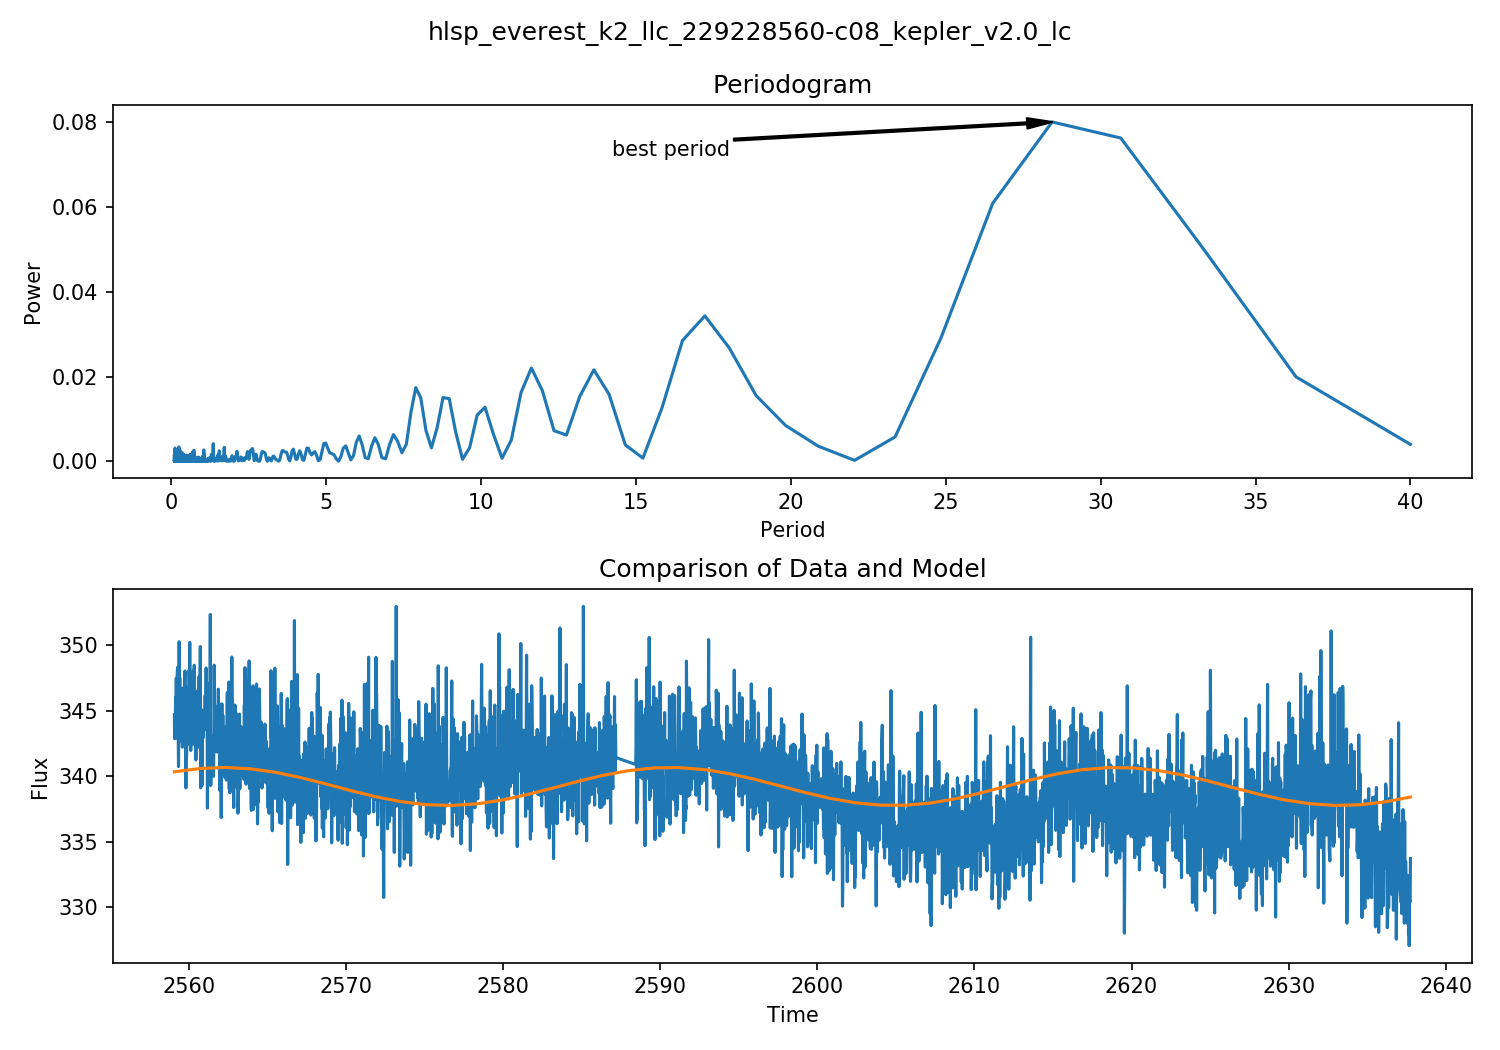 hlsp_everest_k2_llc_229228560-c08_kepler_v2.0_lc
Periodogram
0.08
0.06
0.04
0.02
0.00
Power
best period
0 5 10 15 20 25 30 35 40
Period
Comparison of Data and Model
350
345
340
335
330
Flux
2560 2570 2580 2590 2600 2610 2620 2630 2640
Time